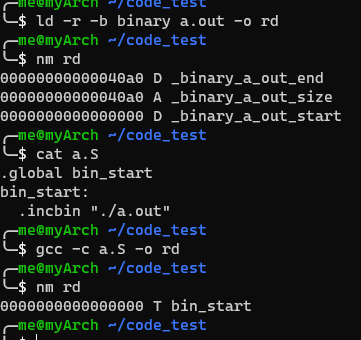 ╭─me@myArch ~/code_test
╰─$ ld -r -b binary a.out -o rd
╭─me@myArch ~/code_test
╰─$ nm rd
00000000000040a0 D _binary_a_out_end
00000000000040a0 A _binary_a_out_size
0000000000000000 D _binary_a_out_start
╭─me@myArch ~/code_test
╰─$ cat a.S
.global bin_start
bin_start:
  .incbin "./a.out"
╭─me@myArch ~/code_test
╰─$ gcc -c a.S -o rd
╭─me@myArch ~/code_test
╰─$ nm rd
0000000000000000 T bin_start
╭─me@myArch ~/code_test
╰─$